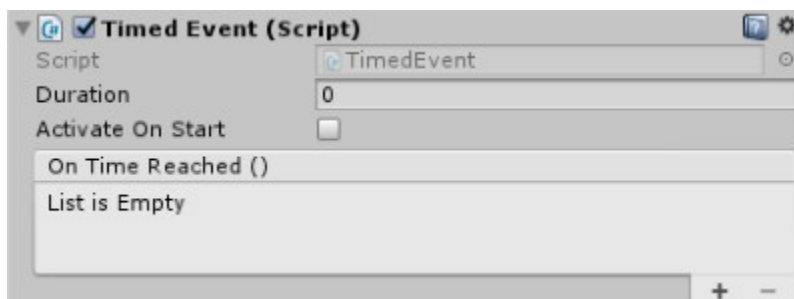 Timed Event (Script)
Script TimedEvent
Duration 0
Activate On Start
On Time Reached ()
List is Empty
+ −